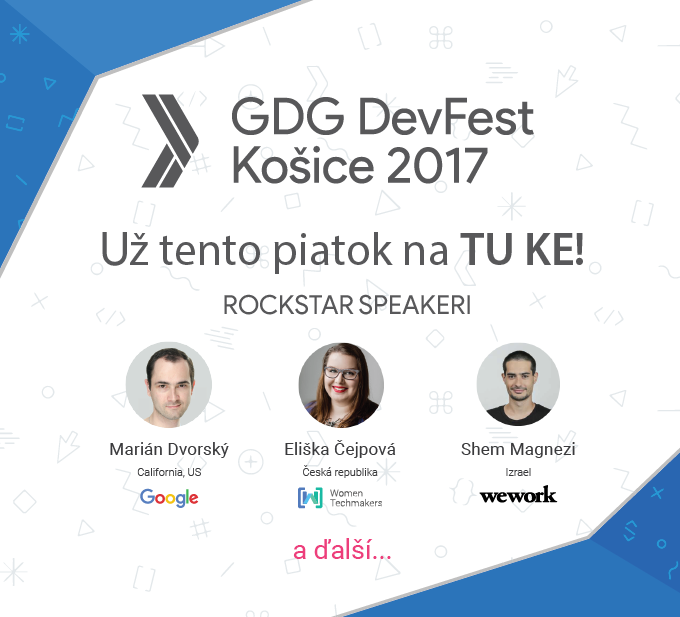 GDG DevFest
Košice 2017
Už tento piatok na TU KE!
ROCKSTAR SPEAKERI
Marián Dvorský
California, US
Google
Eliška Čejpová
Česká republika
Women
Techmakers
Shem Magnezi
Izrael
wework
a ďalší...